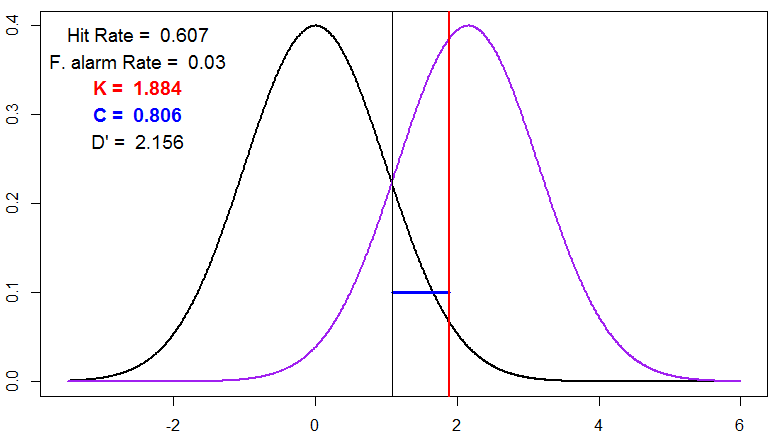 Hit Rate = 0.607
F. alarm Rate = 0.03
K = 1.884
C = 0.806
D' = 2.156
0.4
0.3
0.2
0.1
0.0
-2 0 2 4 6